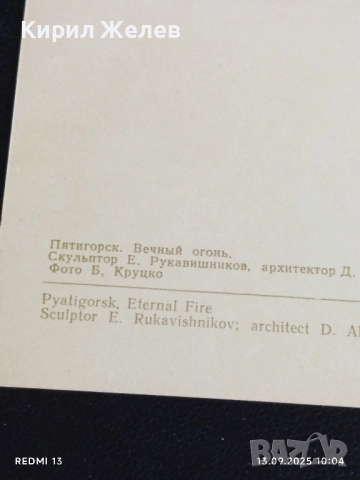 Кирил Желев
Пятигорск. Вечный огонь.
Скульптор Е. Рукавишников, архитектор Д.
Фото Б. Круцко
Pyatigorsk, Eternal Fire
Sculptor E. Rukavishnikov; architect D.
REDMI 13
13.09.2025 10:04
BAZAR